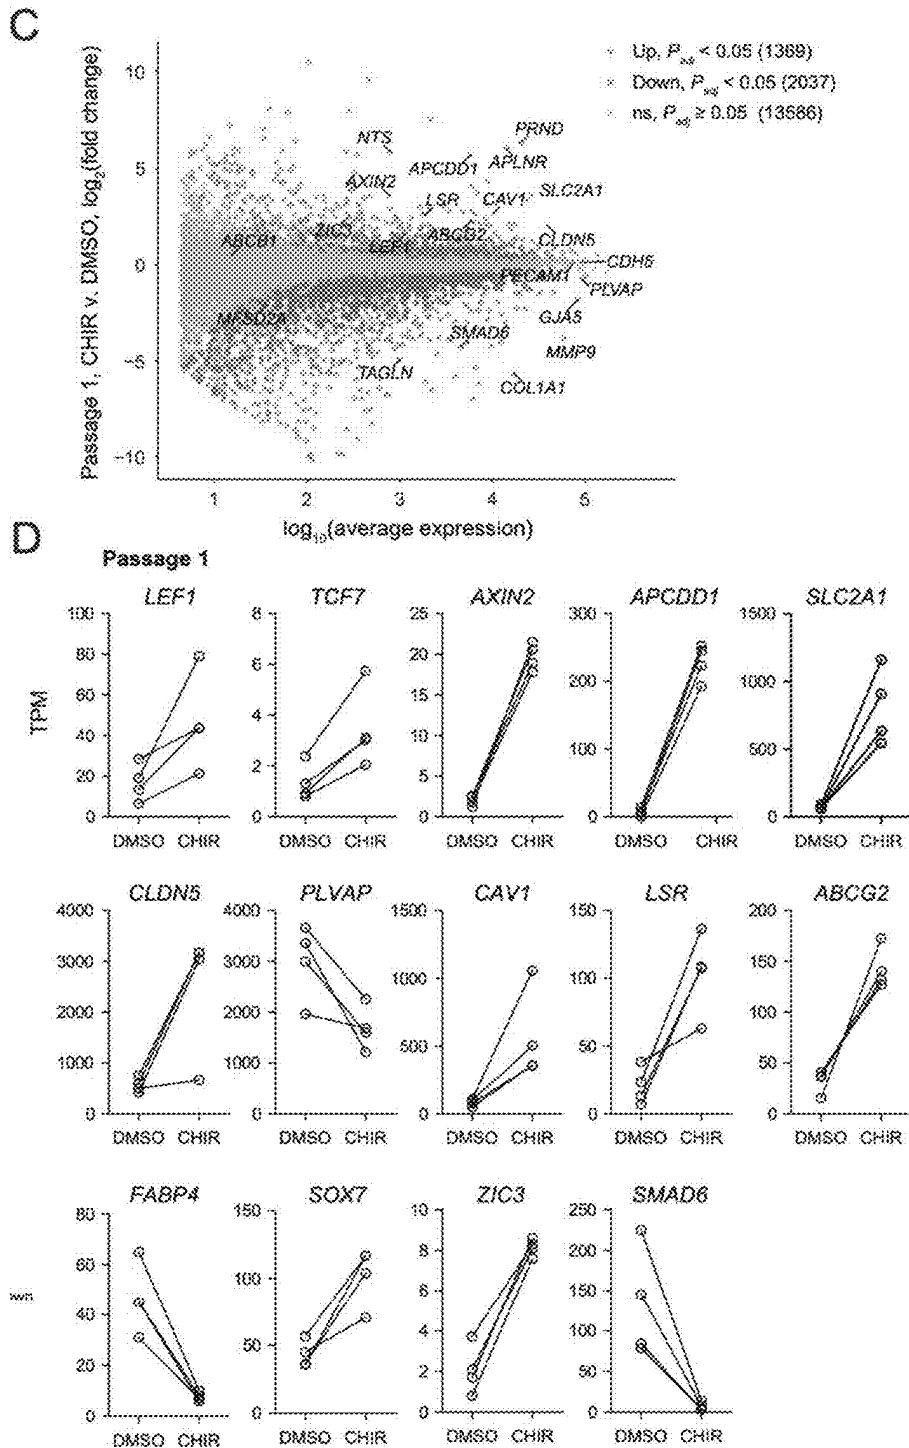 C
Passage 1, CHIR v. DMSO, log2(fold change)
Up, Padj < 0.05 (1369)
Down, Padj < 0.05 (2037)
ns, Padj ≥ 0.05 (13586)
10
5
0
−5
−10
NTS
PRND
APCDD1
APLNR
AXIN2
LSR
CAV1
SLC2A1
ABCB1
ZIC3
LEF1
ABCG2
CLDN5
PECAM1
CDH5
PLVAP
MFSD2A
SMAD6
GJA5
MMP9
TAGLN
COL1A1
1 2 3 4 5
log10(average expression)
D
Passage 1
LEF1 TCF7 AXIN2 APCDD1 SLC2A1
TPM
100 80 60 40 20 0
8 6 4 2 0
25 20 15 10 5 0
300 200 100 0
1500 1000 500 0
DMSO CHIR DMSO CHIR DMSO CHIR DMSO CHIR DMSO CHIR
CLDN5 PLVAP CAV1 LSR ABCG2
4000 3000 2000 1000 0
4000 3000 2000 1000 0
1500 1000 500 0
150 100 50 0
200 150 100 50 0
DMSO CHIR DMSO CHIR DMSO CHIR DMSO CHIR DMSO CHIR
FABP4 SOX7 ZIC3 SMAD6
80 60 40 20 0
150 100 50 0
10 8 6 4 2 0
250 200 150 100 50 0
DMSO CHIR DMSO CHIR DMSO CHIR DMSO CHIR